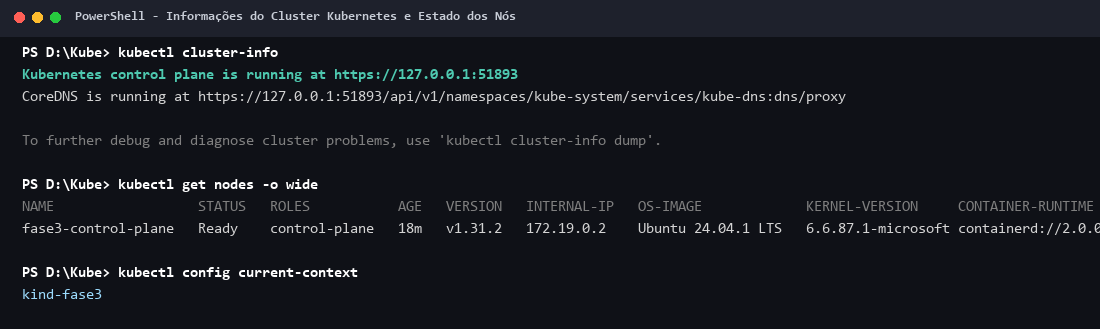 PowerShell - Informações do Cluster Kubernetes e Estado dos Nós
PS D:\Kube> kubectl cluster-info
Kubernetes control plane is running at https://127.0.0.1:51893
CoreDNS is running at https://127.0.0.1:51893/api/v1/namespaces/kube-system/services/kube-dns:dns/proxy
To further debug and diagnose cluster problems, use 'kubectl cluster-info dump'.
PS D:\Kube> kubectl get nodes -o wide
NAME STATUS ROLES AGE VERSION INTERNAL-IP OS-IMAGE KERNEL-VERSION CONTAINER-RUNTIME
fase3-control-plane Ready control-plane 18m v1.31.2 172.19.0.2 Ubuntu 24.04.1 LTS 6.6.87.1-microsoft containerd://2.0.0
PS D:\Kube> kubectl config current-context
kind-fase3